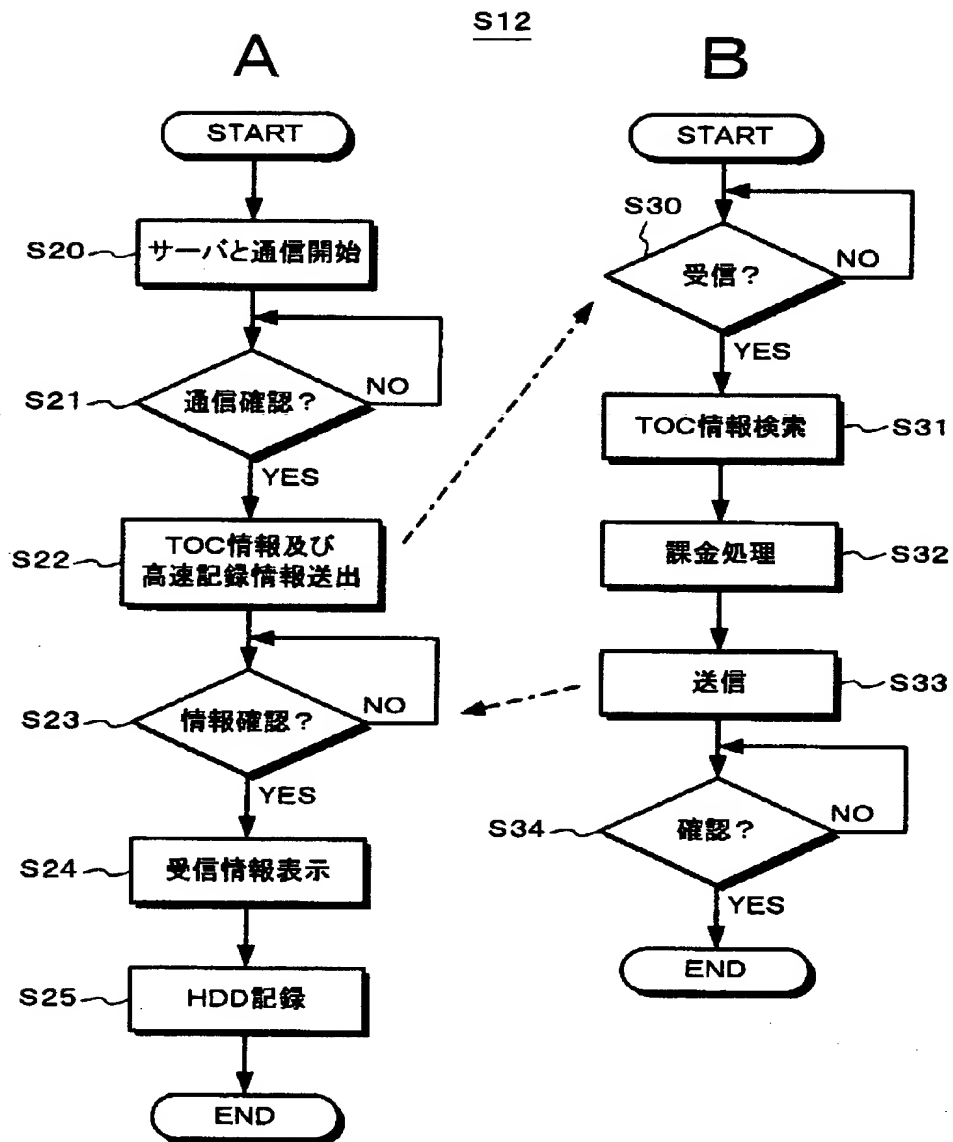 S12
A
START
S20
サーバと通信開始
S21
通信確認?
NO
YES
S22
TOC情報及び
高速記録情報送出
S23
情報確認?
NO
YES
S24
受信情報表示
S25
HDD記録
END
B
START
S30
受信?
NO
YES
TOC情報検索
S31
課金処理
S32
送信
S33
S34
確認?
NO
YES
END